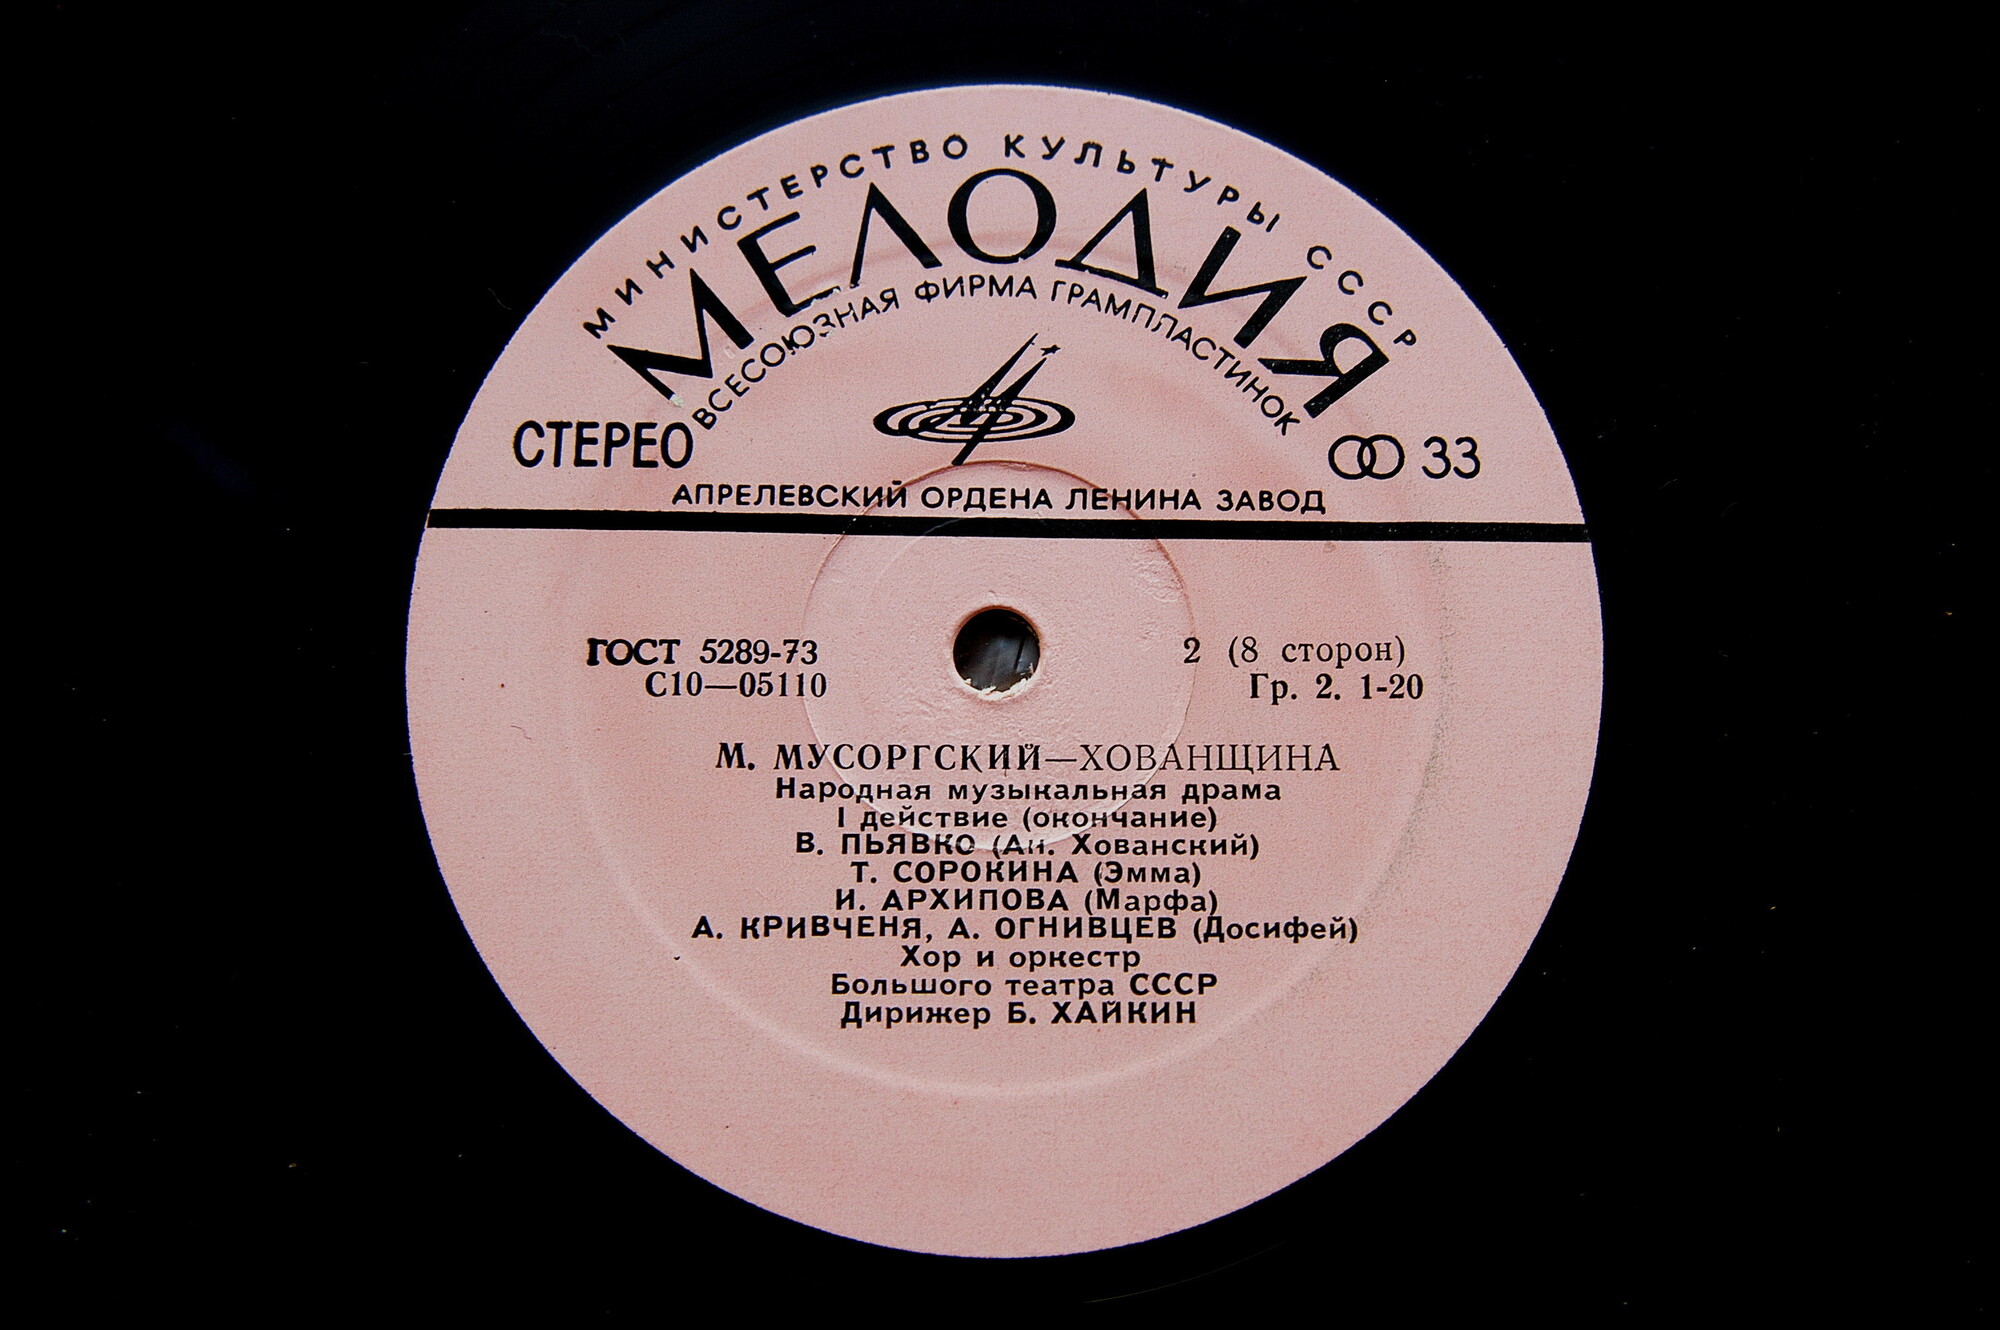 МИНИСТЕРСТВО КУЛЬТУРЫ СССР
МЕЛОДИЯ
ВСЕСОЮЗНАЯ ФИРМА ГРАМПЛАСТИНОК
СТЕРЕО
33
АПРЕЛЕВСКИЙ ОРДЕНА ЛЕНИНА ЗАВОД
ГОСТ 5289-73
2 (8 сторон)
С10—05110
Гр. 2. 1-20
М. МУСОРГСКИЙ—ХОВАНЩИНА
Народная музыкальная драма
I действие (окончание)
В. ПЬЯВКО (Ан. Хованский)
Т. СОРОКИНА (Эмма)
И. АРХИПОВА (Марфа)
А. КРИВЧЕНЯ, А. ОГНИВЦЕВ (Досифей)
Хор и оркестр
Большого театра СССР
Дирижер Б. ХАЙКИН